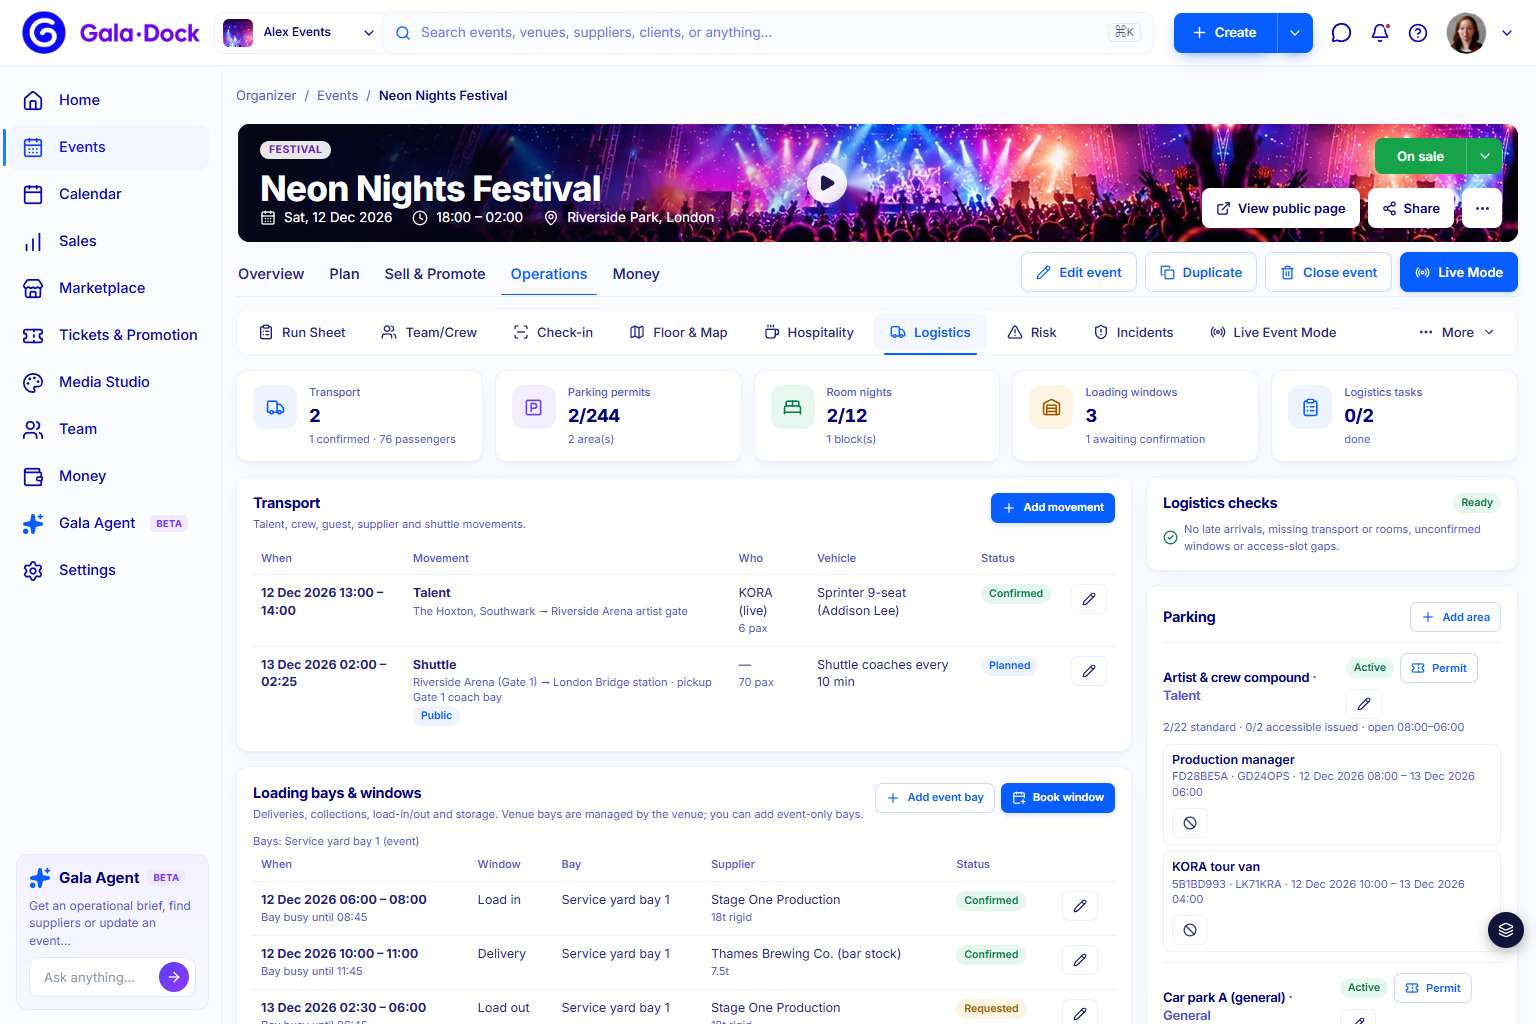 Gala·Dock
Alex Events
Search events, venues, suppliers, clients, or anything...
⌘K
Create
Home
Events
Calendar
Sales
Marketplace
Tickets & Promotion
Media Studio
Team
Money
Gala Agent BETA
Settings
Gala Agent BETA
Get an operational brief, find
suppliers or update an
event...
Ask anything...
Organizer / Events / Neon Nights Festival
FESTIVAL
Neon Nights Festival
Sat, 12 Dec 2026 18:00 – 02:00 Riverside Park, London
On sale
View public page
Share
Overview Plan Sell & Promote Operations Money
Edit event
Duplicate
Close event
Live Mode
Run Sheet Team/Crew Check-in Floor & Map Hospitality Logistics Risk Incidents Live Event Mode More
Transport
2
1 confirmed · 76 passengers
Parking permits
2/244
2 area(s)
Room nights
2/12
1 block(s)
Loading windows
3
1 awaiting confirmation
Logistics tasks
0/2
done
Transport
Talent, crew, guest, supplier and shuttle movements.
Add movement
When Movement Who Vehicle Status
12 Dec 2026 13:00 –
14:00
Talent
The Hoxton, Southwark → Riverside Arena artist gate
KORA
(live)
6 pax
Sprinter 9-seat
(Addison Lee)
Confirmed
13 Dec 2026 02:00 –
02:25
Shuttle
Riverside Arena (Gate 1) → London Bridge station · pickup
Gate 1 coach bay
Public
—
70 pax
Shuttle coaches every
10 min
Planned
Loading bays & windows
Deliveries, collections, load-in/out and storage. Venue bays are managed by the venue; you can add event-only bays.
Add event bay
Book window
Bays: Service yard bay 1 (event)
When Window Bay Supplier Status
12 Dec 2026 06:00 – 08:00
Bay busy until 08:45
Load in
Service yard bay 1
Stage One Production
18t rigid
Confirmed
12 Dec 2026 10:00 – 11:00
Bay busy until 11:45
Delivery
Service yard bay 1
Thames Brewing Co. (bar stock)
7.5t
Confirmed
13 Dec 2026 02:30 – 06:00
Bay busy until 06:45
Load out
Service yard bay 1
Stage One Production
18t rigid
Requested
Logistics checks
Ready
No late arrivals, missing transport or rooms, unconfirmed
windows or access-slot gaps.
Parking
Add area
Artist & crew compound ·
Talent
Active
Permit
2/22 standard · 0/2 accessible issued · open 08:00–06:00
Production manager
FD28BE5A · GD24OPS · 12 Dec 2026 08:00 – 13 Dec 2026
06:00
KORA tour van
5B1BD993 · LK71KRA · 12 Dec 2026 10:00 – 13 Dec 2026
04:00
Car park A (general) ·
General
Active
Permit